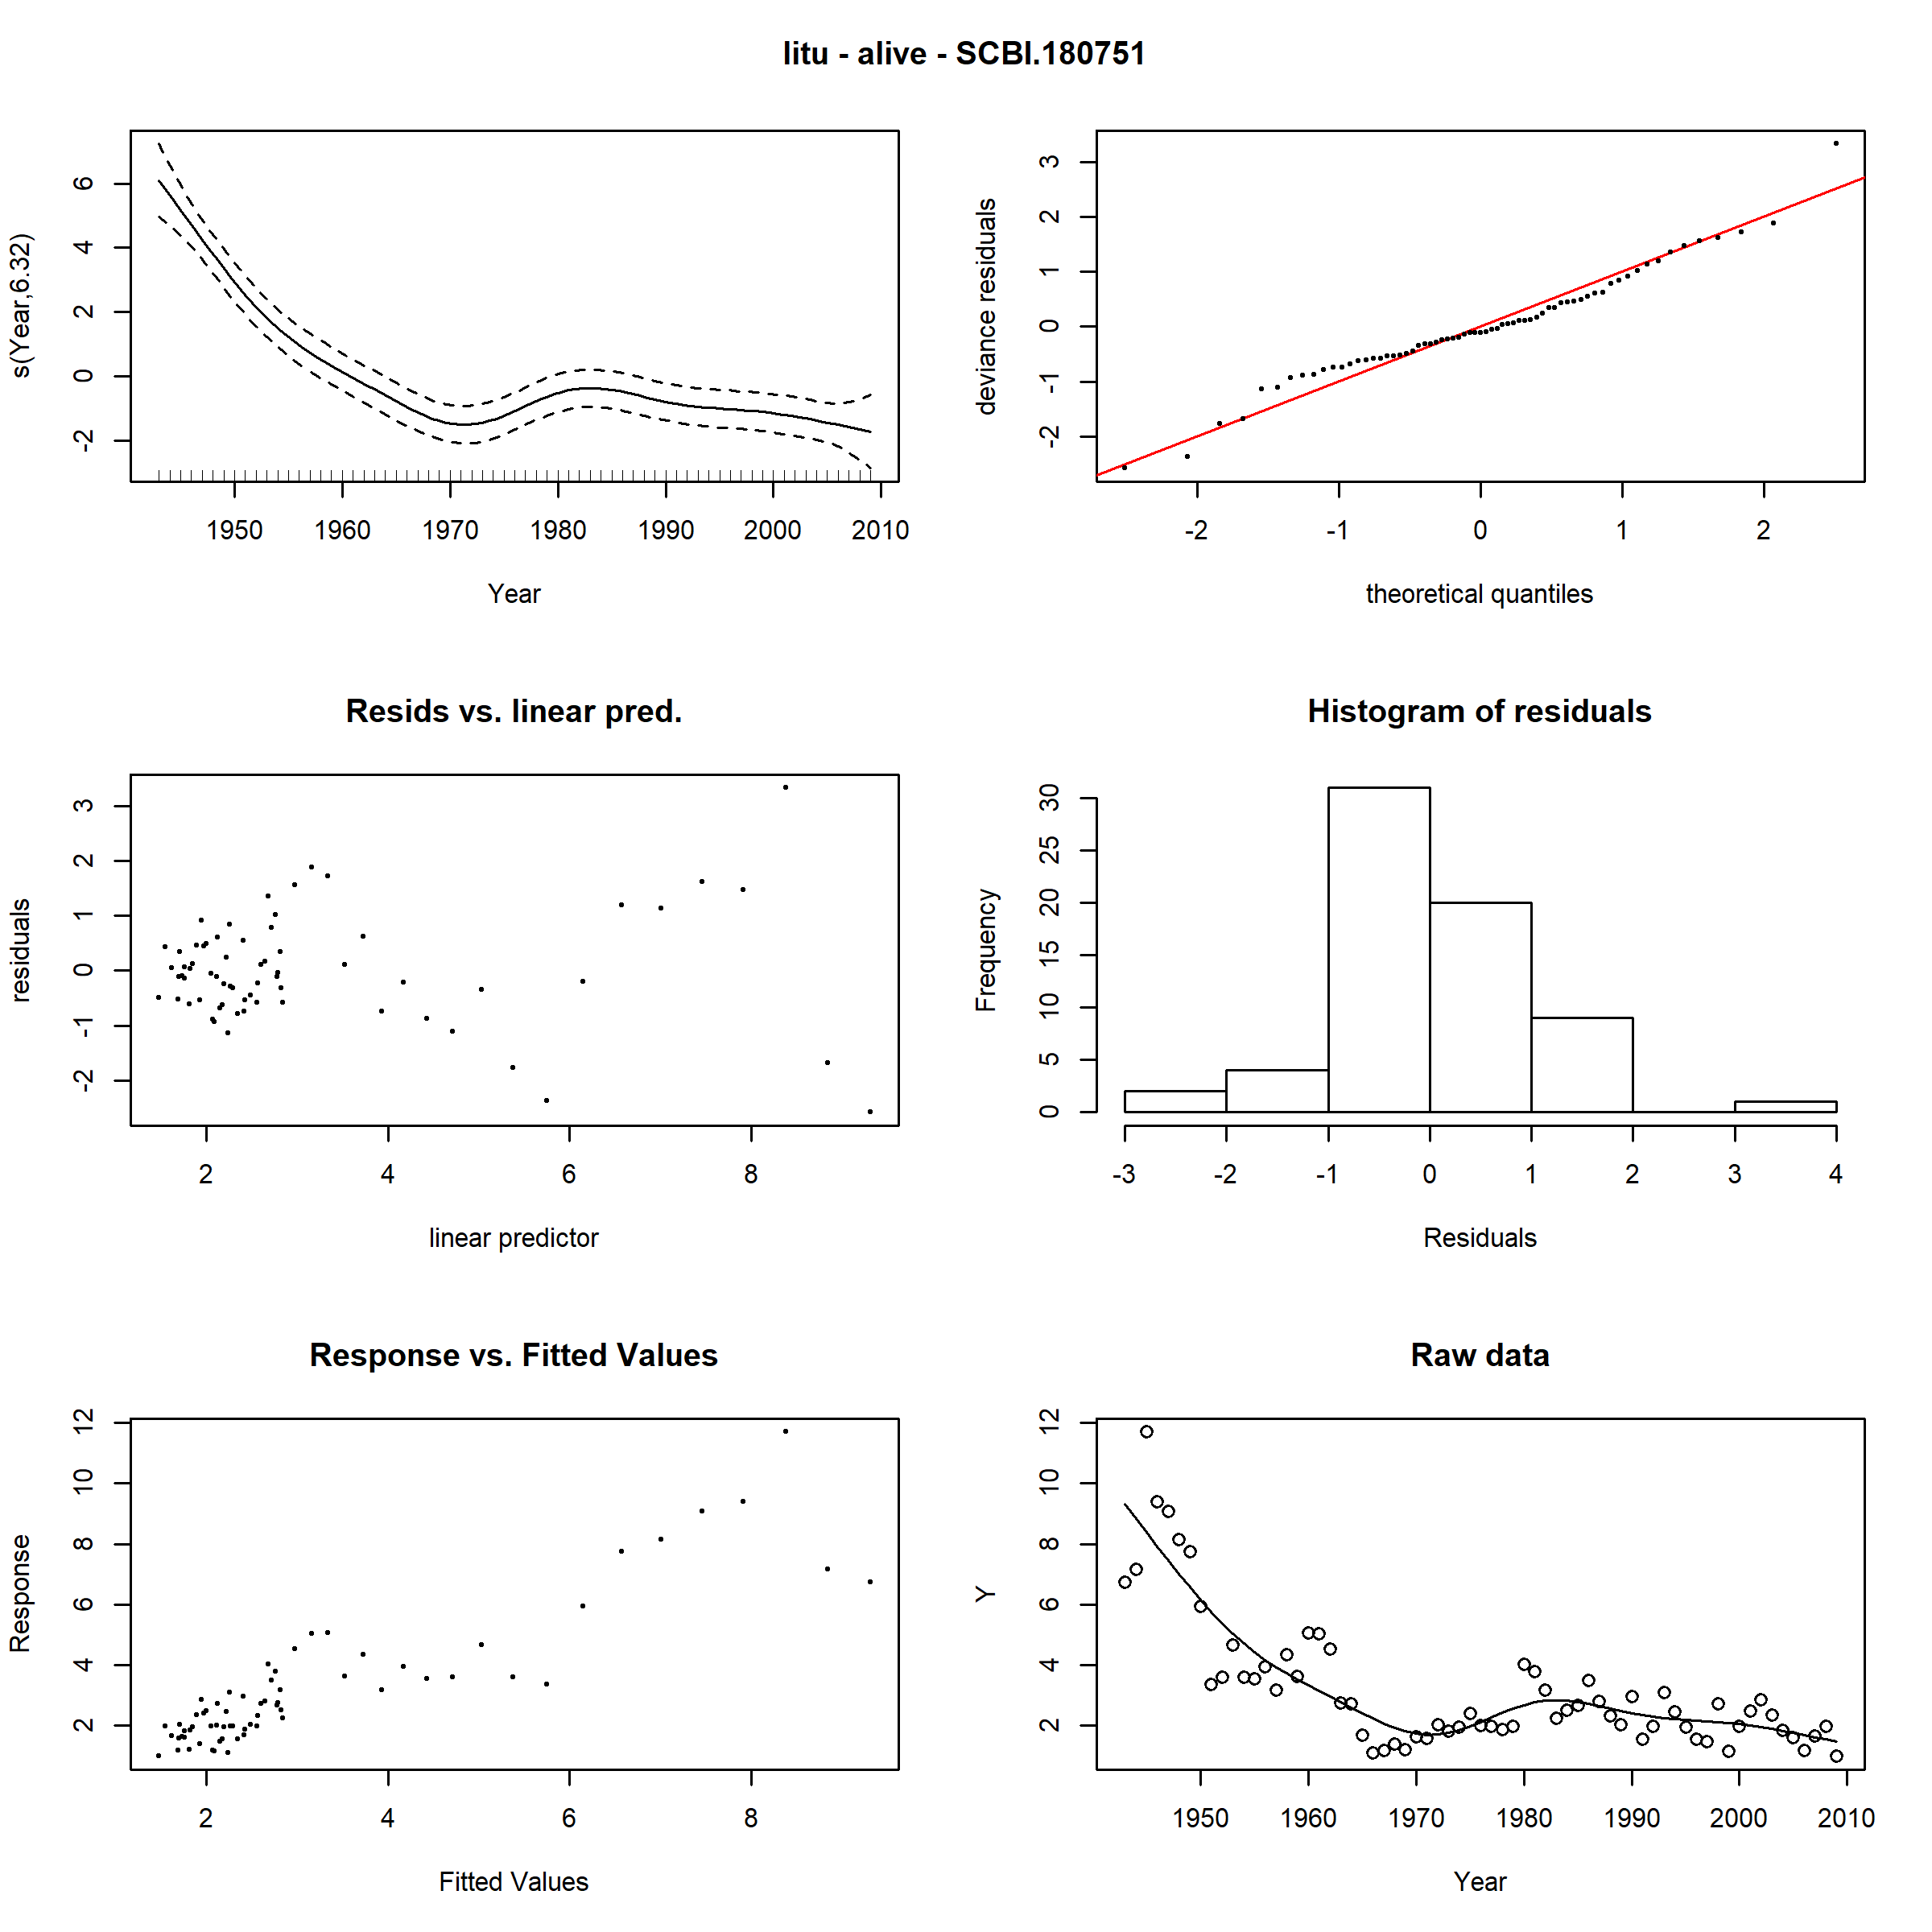 litu - alive - SCBI.180751
s(Year,6.32)
6
4
2
0
-2
1950 1960 1970 1980 1990 2000 2010
Year
deviance residuals
3
2
1
0
-1
-2
-2 -1 0 1 2
theoretical quantiles
Resids vs. linear pred.
residuals
3
2
1
0
-1
-2
2 4 6 8
linear predictor
Histogram of residuals
Frequency
30
25
20
15
10
5
0
-3 -2 -1 0 1 2 3 4
Residuals
Response vs. Fitted Values
Response
12
10
8
6
4
2
2 4 6 8
Fitted Values
Raw data
Y
12
10
8
6
4
2
1950 1960 1970 1980 1990 2000 2010
Year